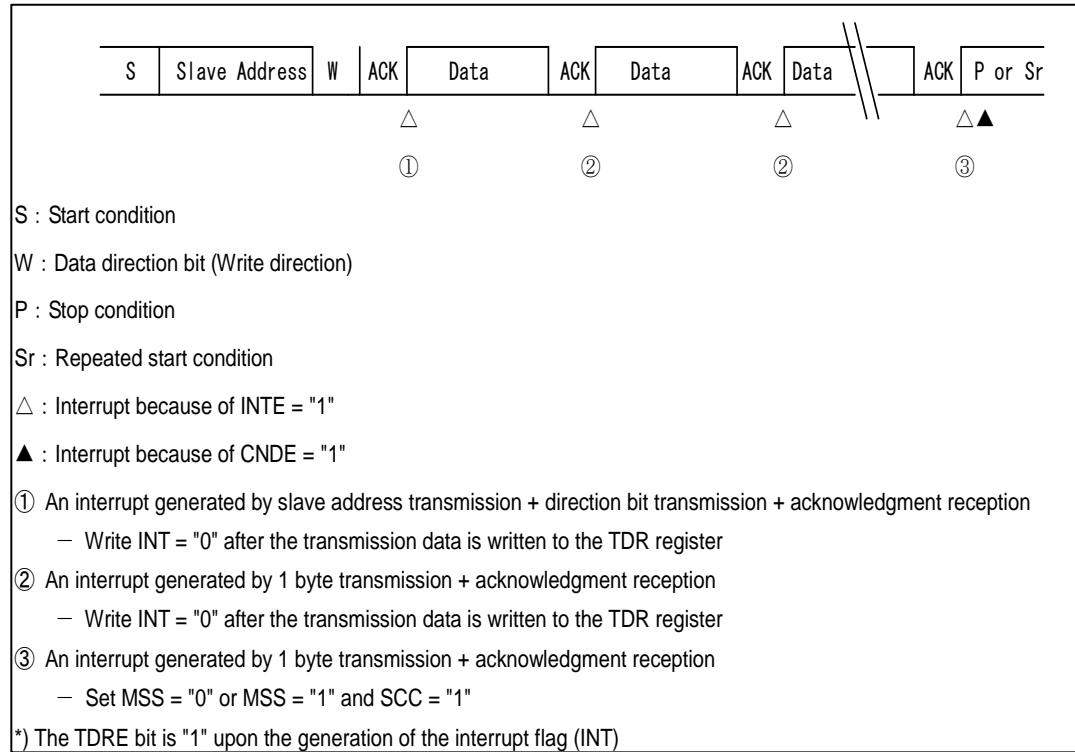 S Slave Address W ACK Data ACK Data ACK Data ACK P or Sr
△ △ △ △▲
① ② ② ③
S : Start condition
W : Data direction bit (Write direction)
P : Stop condition
Sr : Repeated start condition
△ : Interrupt because of INTE = "1"
▲ : Interrupt because of CNDE = "1"
① An interrupt generated by slave address transmission + direction bit transmission + acknowledgment reception
－ Write INT = "0" after the transmission data is written to the TDR register
② An interrupt generated by 1 byte transmission + acknowledgment reception
－ Write INT = "0" after the transmission data is written to the TDR register
③ An interrupt generated by 1 byte transmission + acknowledgment reception
－ Set MSS = "0" or MSS = "1" and SCC = "1"
*) The TDRE bit is "1" upon the generation of the interrupt flag (INT)